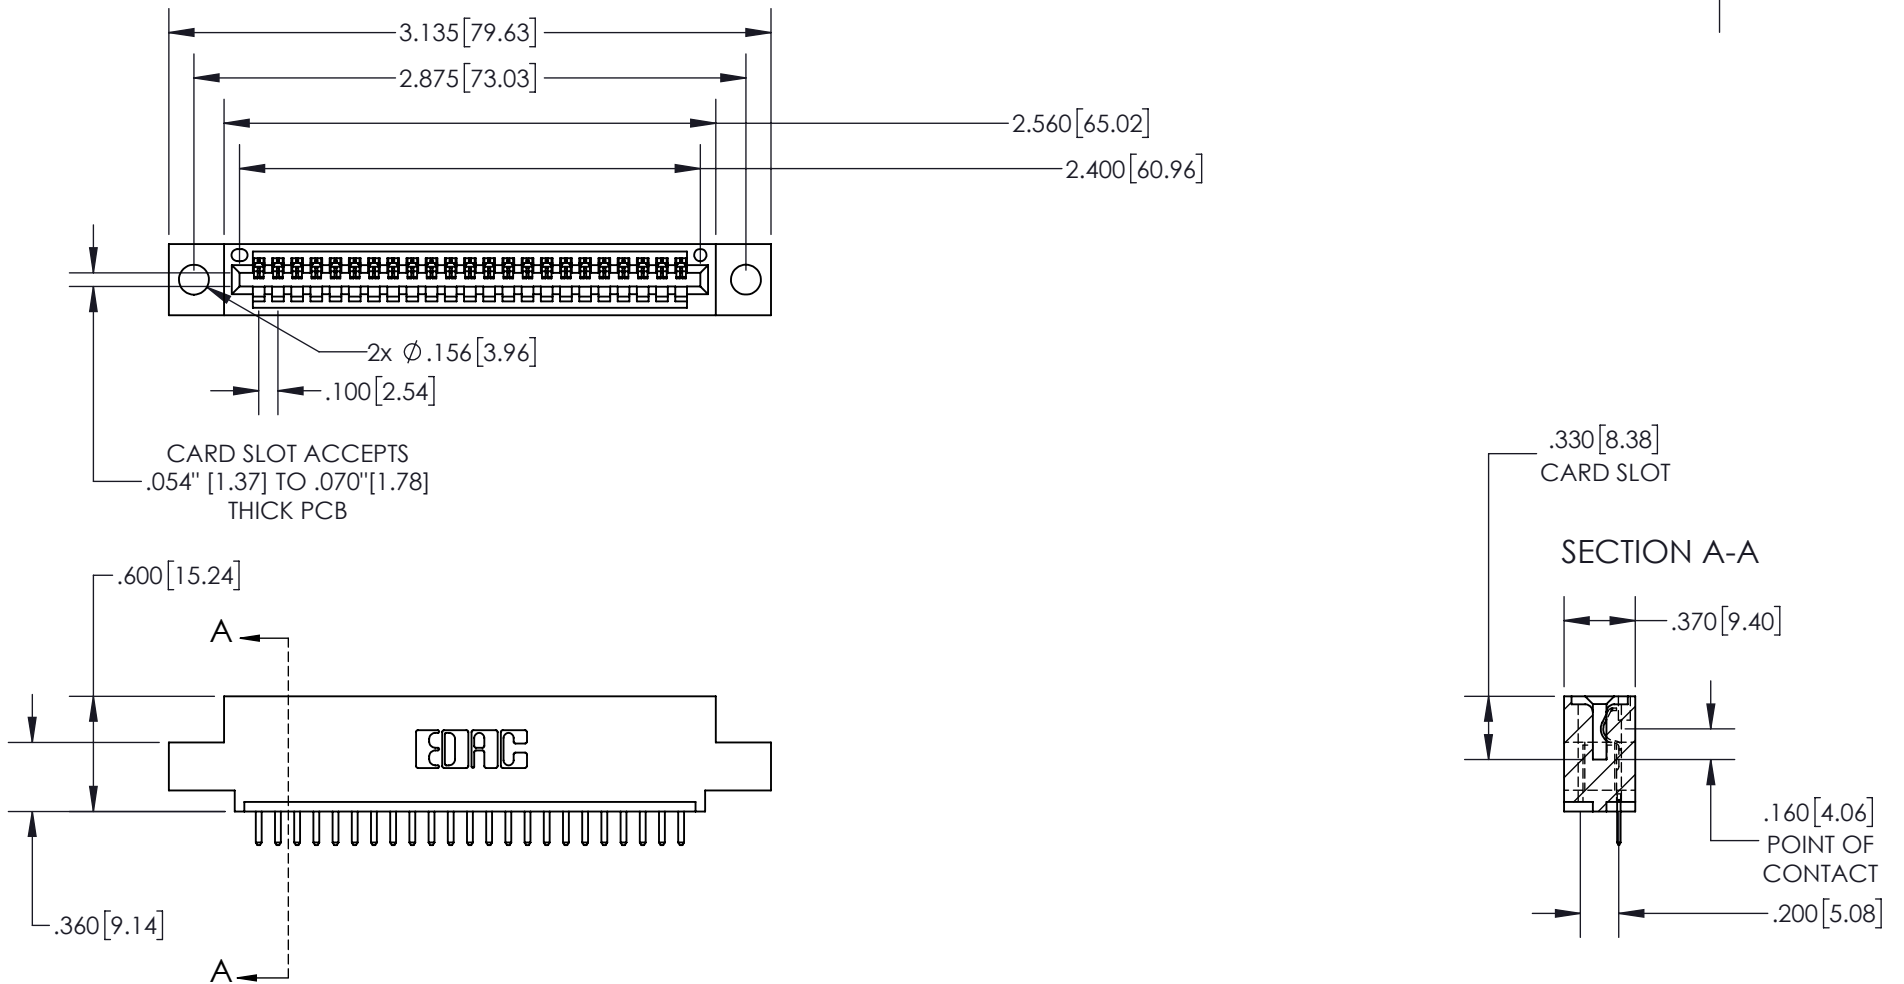 3.135[79.63]
2.875[73.03]
2.560[65.02]
2.400[60.96]
2x Ø.156[3.96]
.100[2.54]
CARD SLOT ACCEPTS
.054" [1.37] TO .070"[1.78]
THICK PCB
.330[8.38]
CARD SLOT
SECTION A-A
.600[15.24]
.370[9.40]
A
EDAC
.160[4.06]
POINT OF
CONTACT
.200[5.08]
.360[9.14]
A